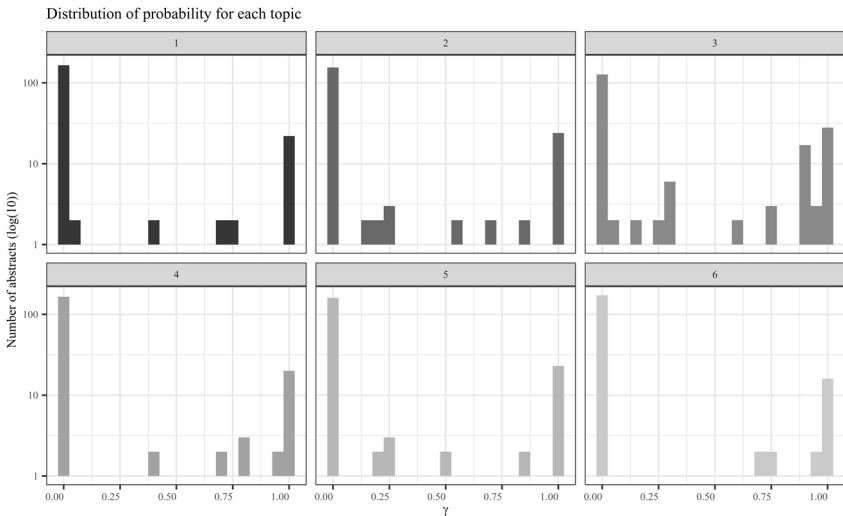 Distribution of probability for each topic
1 2 3
100
10
1
4 5 6
100
10
1
0.00 0.25 0.50 0.75 1.00 0.00 0.25 0.50 0.75 1.00 0.00 0.25 0.50 0.75 1.00
γ
Number of abstracts (log(10))